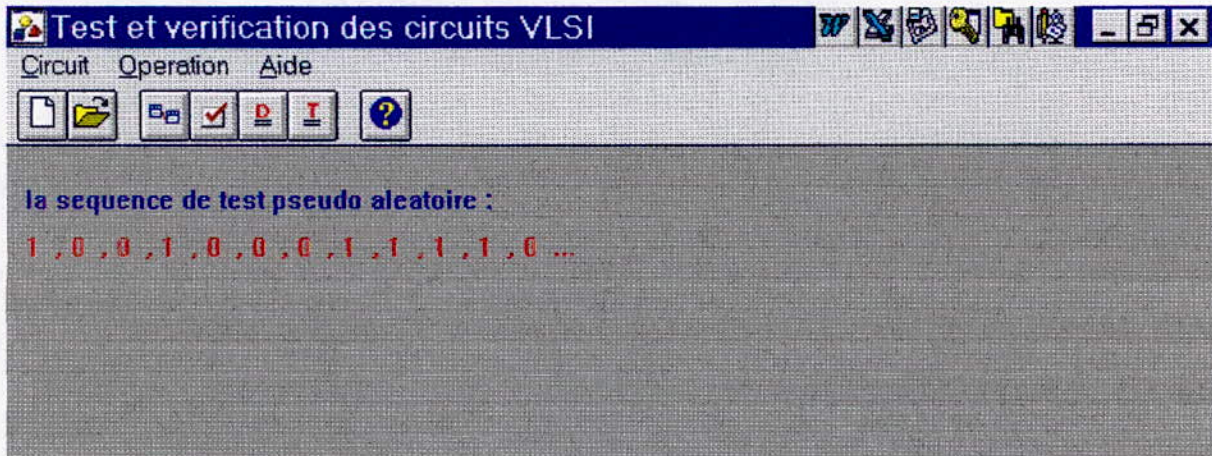 Test et verification des circuits VLSI
Circuit Operation Aide
D T ?
la sequence de test pseudo aleatoire :
1 , 0 , 0 , 1 , 0 , 0 , 0 , 1 , 1 , 1 , 1 , 0 ...